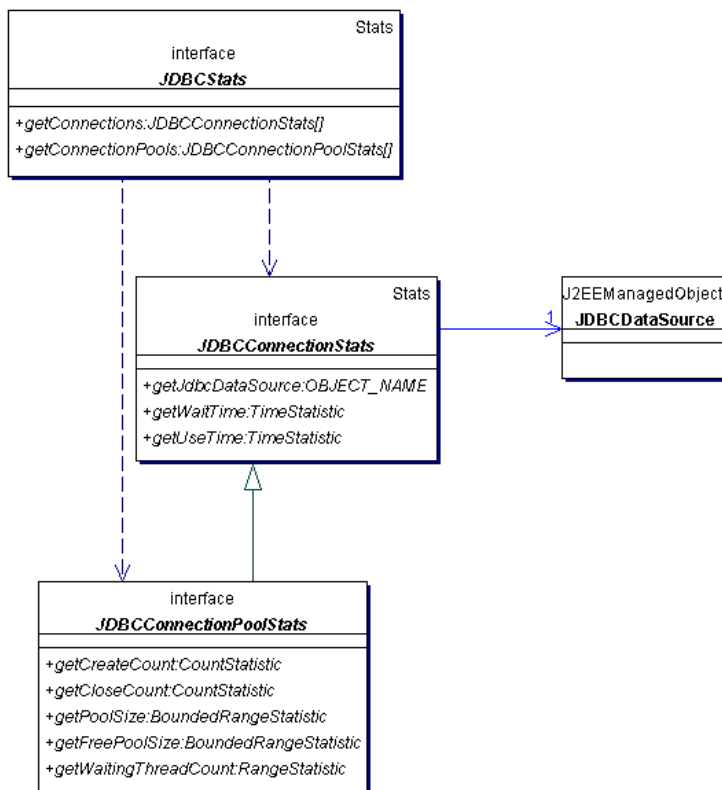 Stats
interface
JDBCStats
+getConnections:JDBCConnectionStats[]
+getConnectionPools:JDBCConnectionPoolStats[]
Stats
interface
JDBCConnectionStats
+getJdbcDataSource:OBJECT_NAME
+getWaitTime:TimeStatistic
+getUseTime:TimeStatistic
1
J2EEManagedObject
JDBCDataSource
interface
JDBCConnectionPoolStats
+getCreateCount:CountStatistic
+getCloseCount:CountStatistic
+getPoolSize:BoundedRangeStatistic
+getFreePoolSize:BoundedRangeStatistic
+getWaitingThreadCount:RangeStatistic